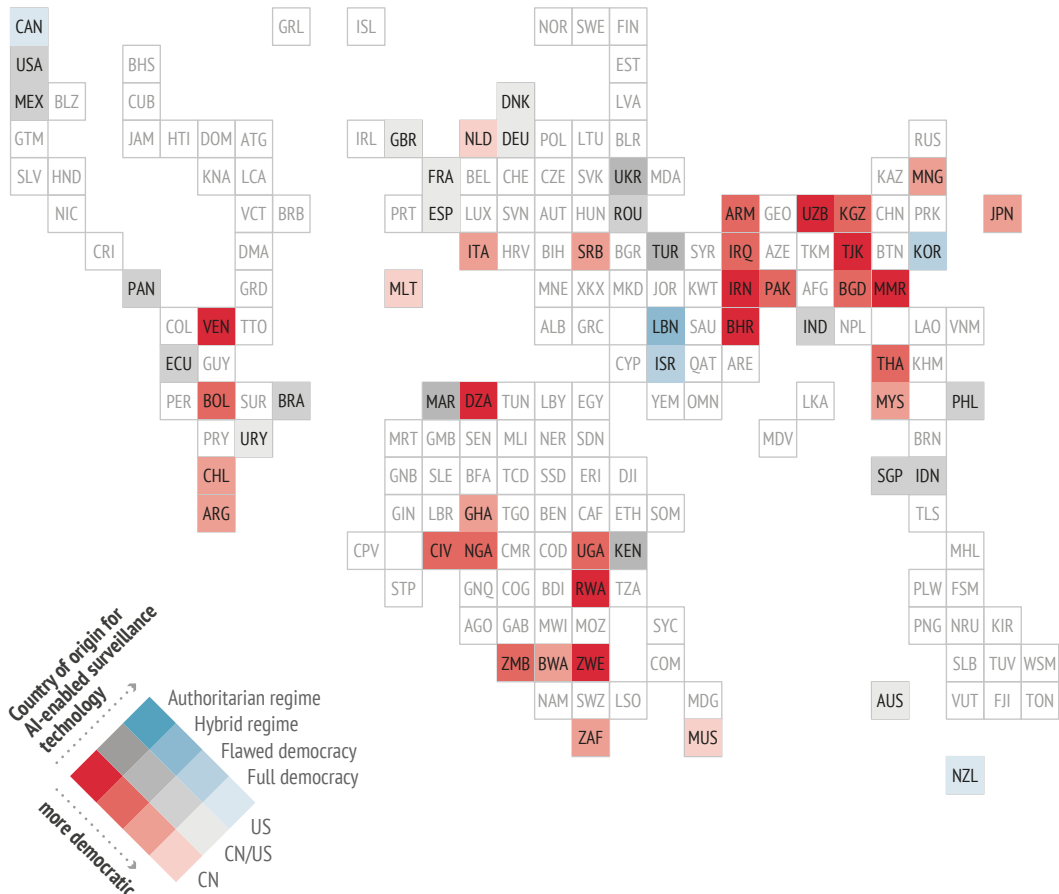 CAN GRL ISL NOR SWE FIN
USA BHS EST
MEX BLZ CUB DNK LVA
GTM JAM HTI DOM ATG IRL GBR NLD DEU POL LTU BLR RUS
SLV HND KNA LCA FRA BEL CHE CZE SVK UKR MDA KAZ MNG
NIC VCT BRB PRT ESP LUX SVN AUT HUN ROU ARM GEO UZB KGZ CHN PRK JPN
CRI DMA ITA HRV BIH SRB BGR TUR SYR IRQ AZE TKM TJK BTN KOR
PAN GRD MLT MNE XKX MKD JOR KWT IRN PAK AFG BGD MMR
COL VEN TTO ALB GRC LBN SAU BHR IND NPL LAO VNM
ECU GUY CYP ISR QAT ARE THA KHM
PER BOL SUR BRA MAR DZA TUN LBY EGY YEM OMN LKA MYS PHL
PRY URY MRT GMB SEN MLI NER SDN MDV BRN
CHL GNB SLE BFA TCD SSD ERI DJI SGP IDN
ARG GIN LBR GHA TGO BEN CAF ETH SOM TLS
CPV CIV NGA CMR COD UGA KEN MHL
STP GNQ COG BDI RWA TZA PLW FSM
AGO GAB MWI MOZ SYC PNG NRU KIR
ZMB BWA ZWE COM SLB TUV WSM
NAM SWZ LSO MDG AUS VUT FJI TON
ZAF MUS
NZL
Country of origin for
AI-enabled surveillance
technology
Authoritarian regime
Hybrid regime
Flawed democracy
Full democracy
US
CN/US
CN
more democratic